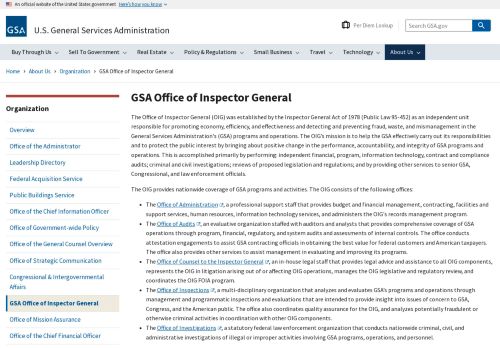 An official website of the United States government Here's how you know
GSA
U.S. General Services Administration
Per Diem Lookup
Search GSA.gov
Buy Through Us Sell To Government Real Estate Policy & Regulations Small Business Travel Technology About Us
Home › About Us › Organization › GSA Office of Inspector General
Organization
Overview
Office of the Administrator
Leadership Directory
Federal Acquisition Service
Public Buildings Service
Office of the Chief Information Officer
Office of Government-wide Policy
Office of the General Counsel Overview
Office of Strategic Communication
Congressional & Intergovernmental
Affairs
GSA Office of Inspector General
Office of Mission Assurance
Office of the Chief Financial Officer
GSA Office of Inspector General
The Office of Inspector General (OIG) was established by the Inspector General Act of 1978 (Public Law 95-452) as an independent unit
responsible for promoting economy, efficiency, and effectiveness and detecting and preventing fraud, waste, and mismanagement in the
General Services Administration's (GSA) programs and operations. The OIG's mission is to help the GSA effectively carry out its responsibilities
and to protect the public interest by bringing about positive change in the performance, accountability, and integrity of GSA programs and
operations. This is accomplished primarily by performing: independent financial, program, information technology, contract and compliance
audits; criminal and civil investigations; reviews of proposed legislation and regulations; and by providing other services to senior GSA,
Congressional, and law enforcement officials.
The OIG provides nationwide coverage of GSA programs and activities. The OIG consists of the following offices:
• The Office of Administration, a professional support staff that provides budget and financial management, contracting, facilities and
support services, human resources, information technology services, and administers the OIG's records management program.
• The Office of Audits, an evaluative organization staffed with auditors and analysts that provides comprehensive coverage of GSA
operations through program, financial, regulatory, and system audits and assessments of internal controls. The office conducts
attestation engagements to assist GSA contracting officials in obtaining the best value for federal customers and American taxpayers.
The office also provides other services to assist management in evaluating and improving its programs.
• The Office of Counsel to the Inspector General, an in-house legal staff that provides legal advice and assistance to all OIG components,
represents the OIG in litigation arising out of or affecting OIG operations, manages the legislative and regulatory review, and
coordinates the OIG FOIA program.
• The Office of Inspections, a multi-disciplinary organization that analyzes and evaluates GSA's programs and operations through
management and programmatic inspections and evaluations that are intended to provide insight into issues of concern to GSA,
Congress, and the American public. The office also coordinates quality assurance for the OIG, and analyzes potentially fraudulent or
otherwise criminal activities in coordination with other OIG components.
• The Office of Investigations, a statutory federal law enforcement organization that conducts nationwide criminal, civil, and
administrative investigations of illegal or improper activities involving GSA programs, operations, and personnel.